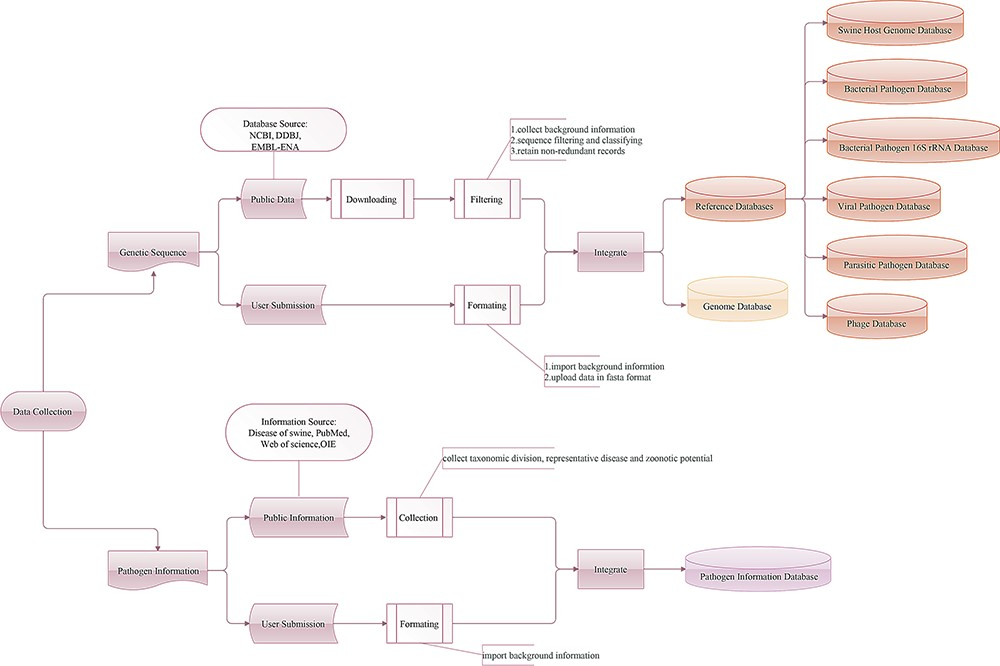 Swine Host Genome Database
Bacterial Pathogen Database
Database Source:
NCBI, DDBJ,
EMBL-ENA
1.collect background information
2.sequence filtering and classifying
3.retain non-redundant records
Bacterial Pathogen 16S rRNA Database
Public Data
Downloading
Filtering
Reference Databases
Viral Pathogen Database
Genetic Sequence
Integrate
Parasitic Pathogen Database
User Submission
Formating
Genome Database
Phage Database
1.import background informtion
2.upload data in fasta format
Data Collection
Information Source:
Disease of swine, PubMed,
Web of science,OIE
collect taxonomic division, representative disease and zoonotic potential
Public Information
Collection
Pathogen Information
Integrate
Pathogen Information Database
User Submission
Formating
import background information